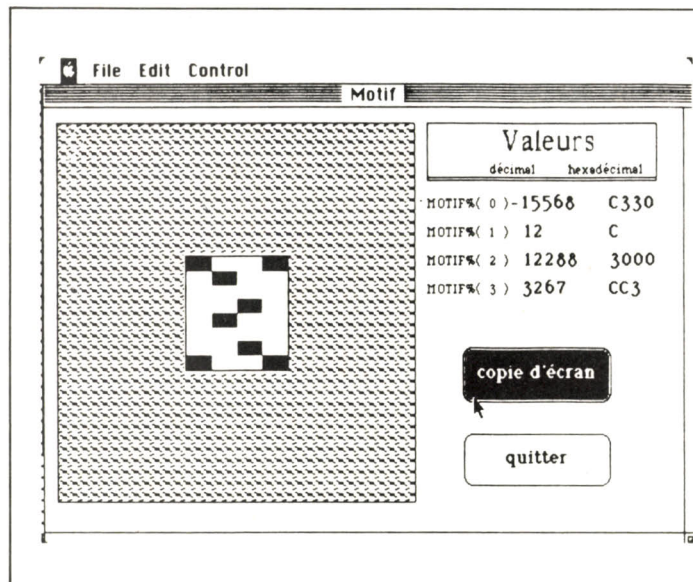 File Edit Control
Motif
Valeurs
décimal hexadécimal
MOTIF%( 0 )-15568 C330
MOTIF%( 1 ) 12 C
MOTIF%( 2 ) 12288 3000
MOTIF%( 3 ) 3267 CC3
copie d'écran
quitter